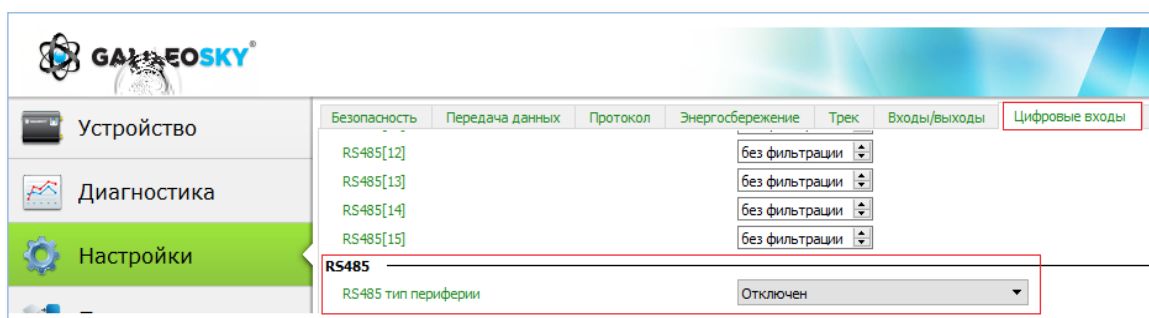 GALILEOSKY®
Устройство
Диагностика
Настройки
Безопасность Передача данных Протокол Энергосбережение Трек Входы/выходы Цифровые входы
RS485[12] без фильтрации
RS485[13] без фильтрации
RS485[14] без фильтрации
RS485[15] без фильтрации
RS485
RS485 тип периферии Отключен